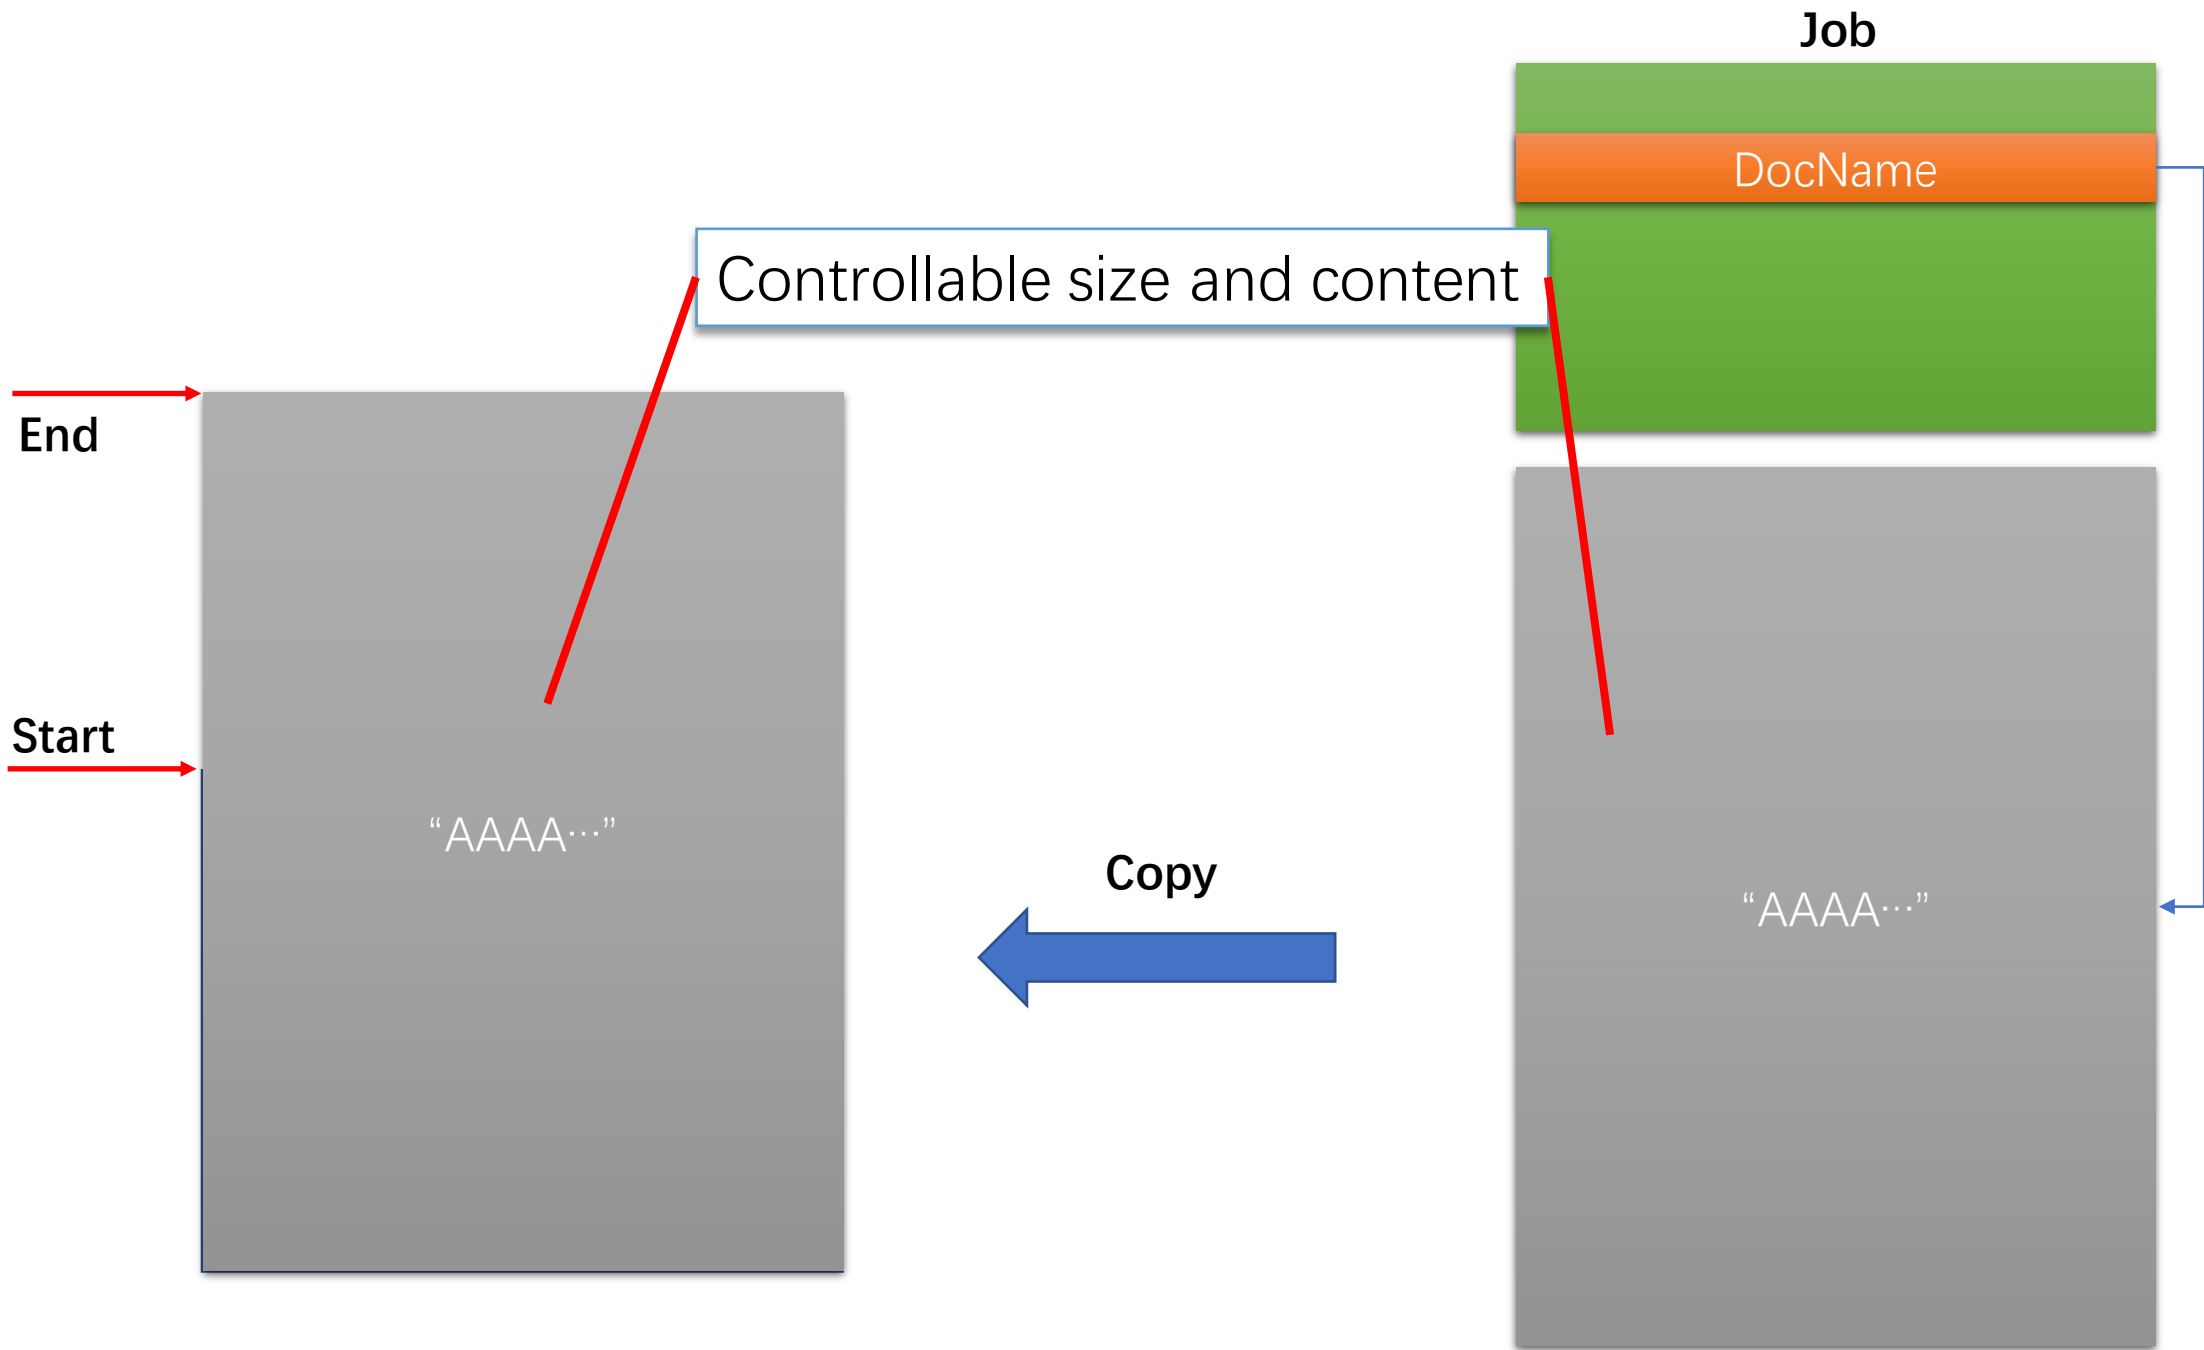 Job
DocName
Controllable size and content
End
Start
“AAAA…”
Copy
“AAAA…”